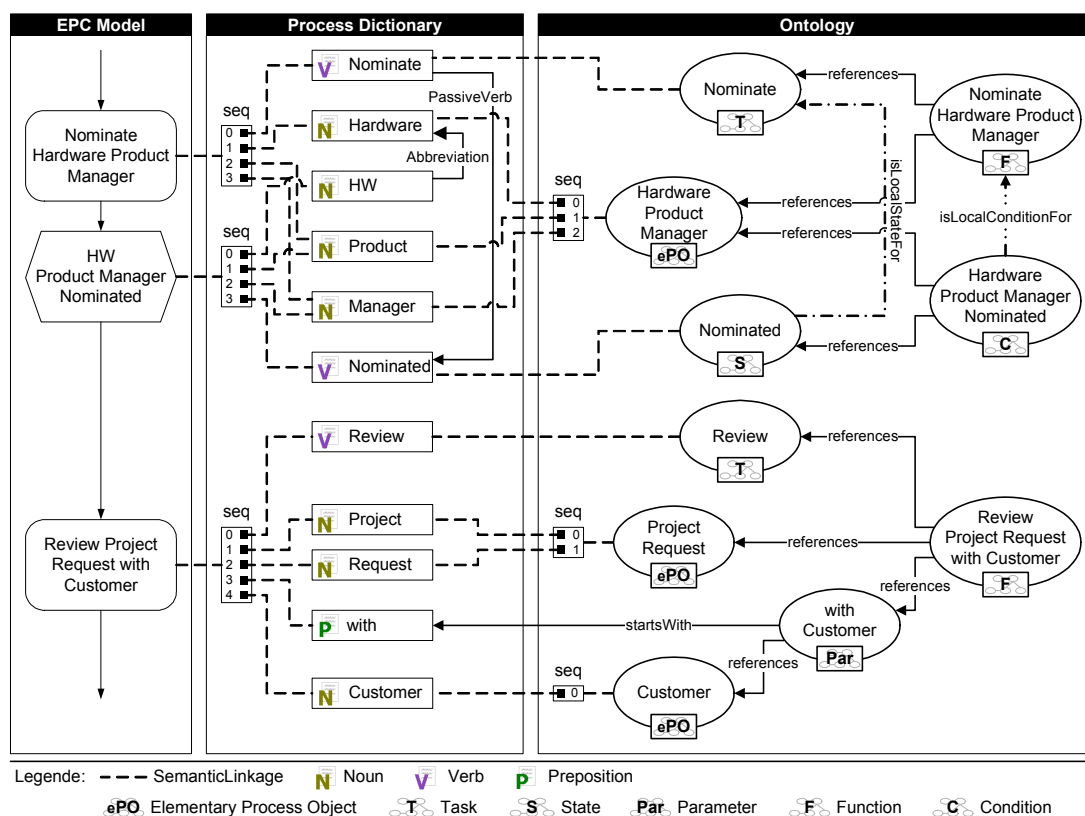 EPC Model
Process Dictionary
Ontology
Nominate
Hardware Product
Manager
HW
Product Manager
Nominated
Review Project
Request with
Customer
seq
0
1
2
3
seq
0
1
2
3
seq
0
1
2
3
4
V Nominate
PassiveVerb
N Hardware
Abbreviation
N HW
N Product
N Manager
V Nominated
V Review
N Project
N Request
P with
N Customer
seq
0
1
2
seq
0
1
seq
0
Nominate
T
Hardware
Product
Manager
ePO
Nominated
S
isLocalStateFor
references
references
references
references
isLocalConditionFor
Nominate
Hardware Product
Manager
F
Hardware
Product Manager
Nominated
C
Review
T
references
Project
Request
ePO
references
Review
Project Request
with Customer
F
references
with
Customer
Par
startsWith
references
Customer
ePO
Legende: SemanticLinkage N Noun V Verb P Preposition
ePO Elementary Process Object T Task S State Par Parameter F Function C Condition